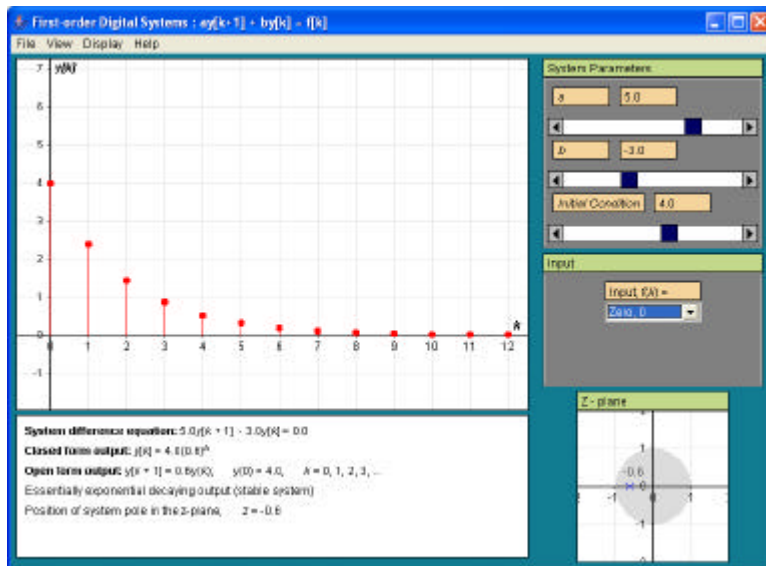 First-order Digital Systems : ay[k+1] + by[k] = f[k]
File View Display Help
y[k]
7
6
5
4
3
2
1
0
-1
0 1 2 3 4 5 6 7 8 9 10 11 12
k
System Parameters
a 5.0
b -3.0
Initial Condition 4.0
Input
Input, f(k) =
Zero, 0
System difference equation: 5.0y[k + 1] - 3.0y[k] = 0.0
Closed form output: y[k] = 4.0(0.6)^k
Open form output: y[k + 1] = 0.6y(k), y(0) = 4.0, k = 0, 1, 2, 3, ...
Essentially exponential decaying output (stable system)
Position of system pole in the z-plane, z = -0.6
Z - plane
2
1
-0.6
0
-1
-2
-2 -1 0 1 2